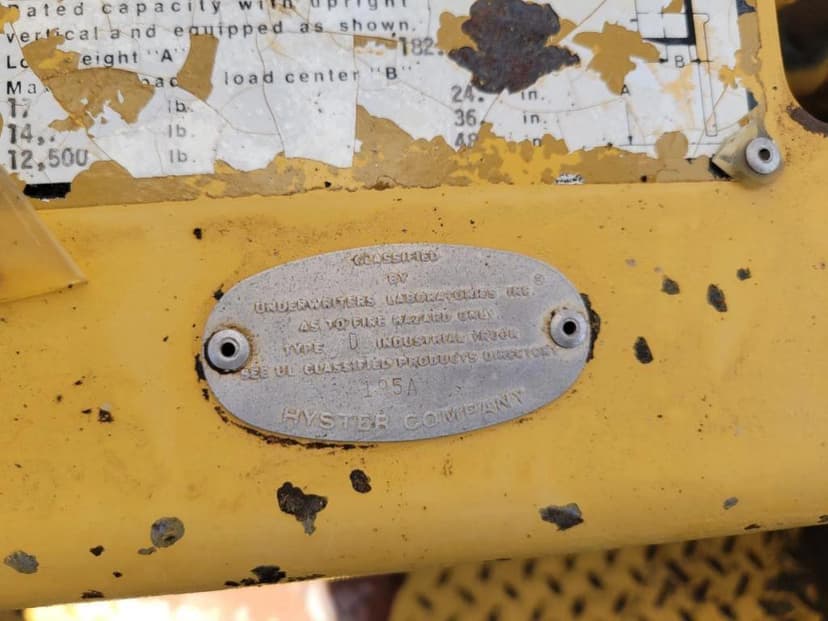 Rated capacity with upright
vertical and equipped as shown.
"A" 182.
load center "B"
lb. 24. in.
lb. 36 in.
12,500 lb. 48 in.
A
B
CLASSIFIED
BY
UNDERWRITERS LABORATORIES INC.®
AS TO FIRE HAZARD ONLY
TYPE D INDUSTRIAL TRUCK
SEE UL CLASSIFIED PRODUCTS DIRECTORY
195A
HYSTER COMPANY